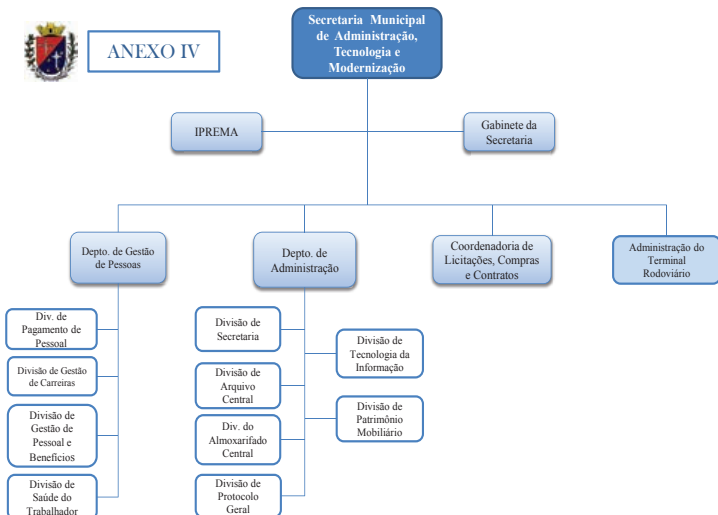 ANEXO IV
Secretaria Municipal
de Administração,
Tecnologia e
Modernização
IPREMA
Gabinete da
Secretaria
Depto. de Gestão
de Pessoas
Depto. de
Administração
Coordenadoria de
Licitações, Compras
e Contratos
Administração do
Terminal
Rodoviário
Div. de
Pagamento de
Pessoal
Divisão de Gestão
de Carreiras
Divisão de
Gestão de
Pessoal e
Benefícios
Divisão de
Saúde do
Trabalhador
Divisão de
Secretaria
Divisão de
Arquivo
Central
Div. do
Almoxarifado
Central
Divisão de
Protocolo
Geral
Divisão de
Tecnologia da
Informação
Divisão de
Patrimônio
Mobiliário